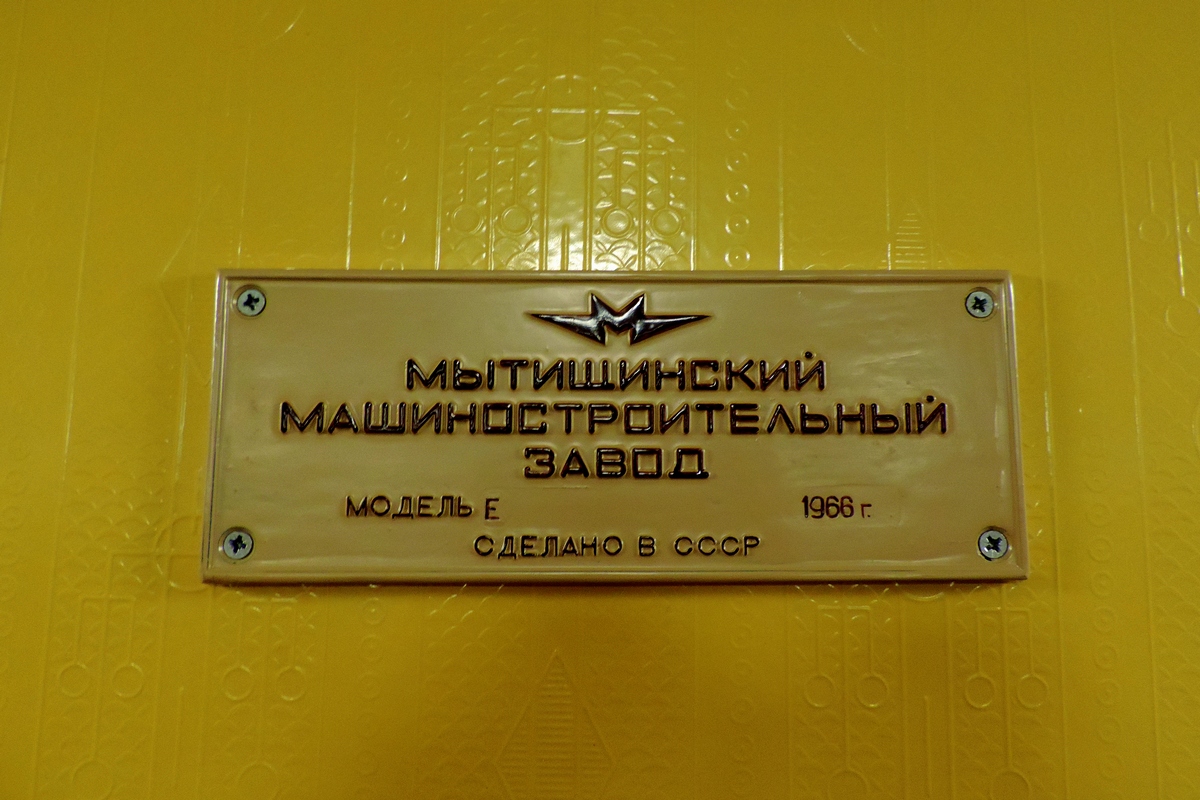 МЫТИЩИНСКИЙ
МАШИНОСТРОИТЕЛЬНЫЙ
ЗАВОД
МОДЕЛЬ Е 1966 г.
СДЕЛАНО В СССР